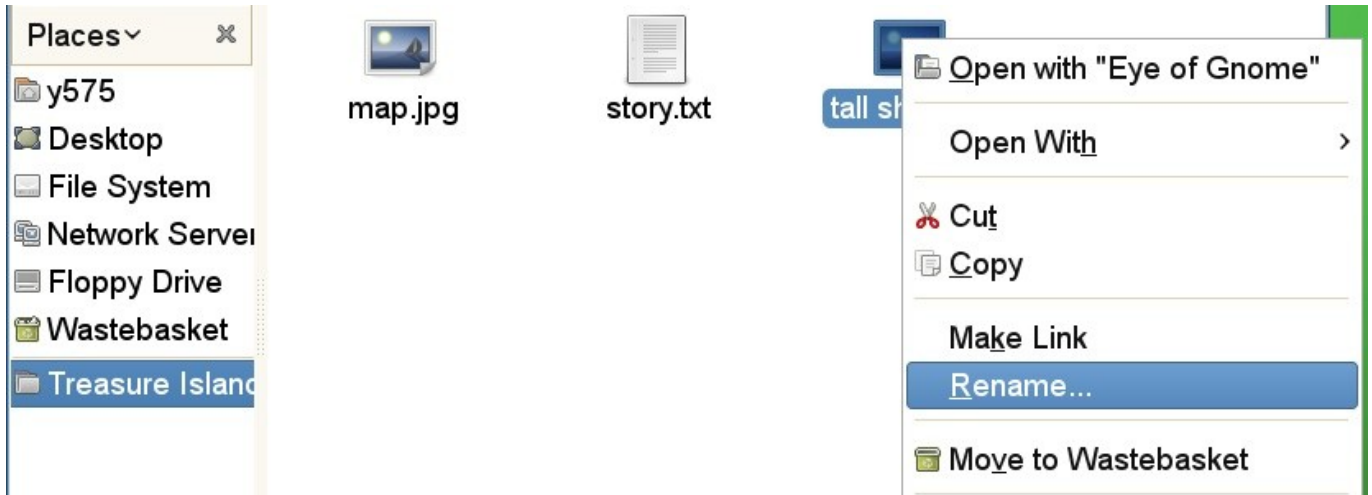 Places
y575
Desktop
File System
Network Server
Floppy Drive
Wastebasket
Treasure Island
map.jpg
story.txt
tall
Open with "Eye of Gnome"
Open With
Cut
Copy
Make Link
Rename...
Move to Wastebasket